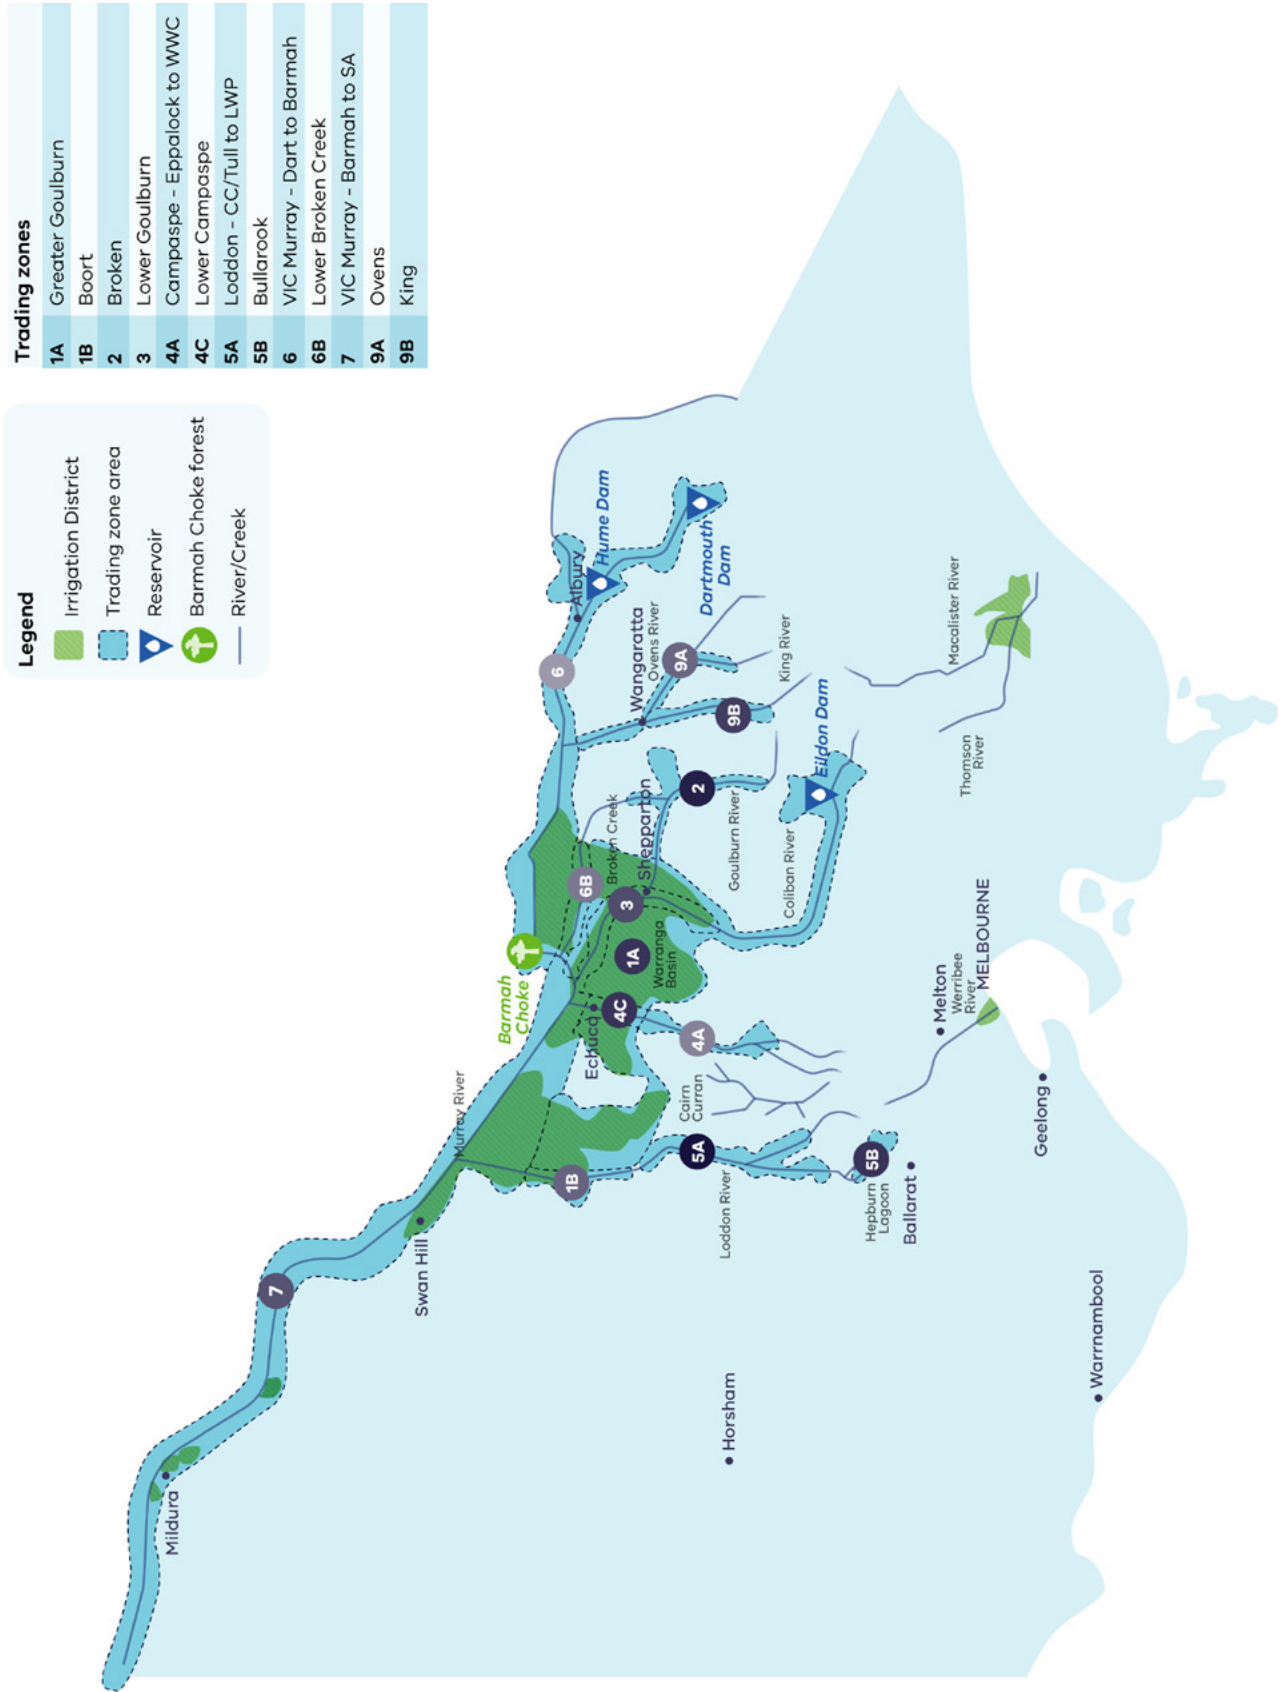 Trading zones
1A Greater Goulburn
1B Boort
2 Broken
3 Lower Goulburn
4A Campaspe - Eppalock to WWC
4C Lower Campaspe
5A Loddon - CC/Tull to LWP
5B Bullarook
6 VIC Murray - Dart to Barmah
6B Lower Broken Creek
7 VIC Murray - Barmah to SA
9A Ovens
9B King
Legend
Irrigation District
Trading zone area
Reservoir
Barmah Choke forest
River/Creek
Mildura
7
Swan Hill
Murray River
Barmah
Choke
6
Albury
Hume Dam
Dartmouth
Dam
Wangaratta
Ovens River
9A
9B
King River
6B
Broken Creek
Shepparton
2
Goulburn River
3
1A
Warranga
Basin
Echuca
4C
4A
1B
5A
Cairn
Curran
Loddon River
Coliban River
Eildon Dam
Hepburn
Lagoon
5B
Ballarat
Horsham
Melton
Werribee
River
MELBOURNE
Geelong
Warrnambool
Thomson
River
Macalister River